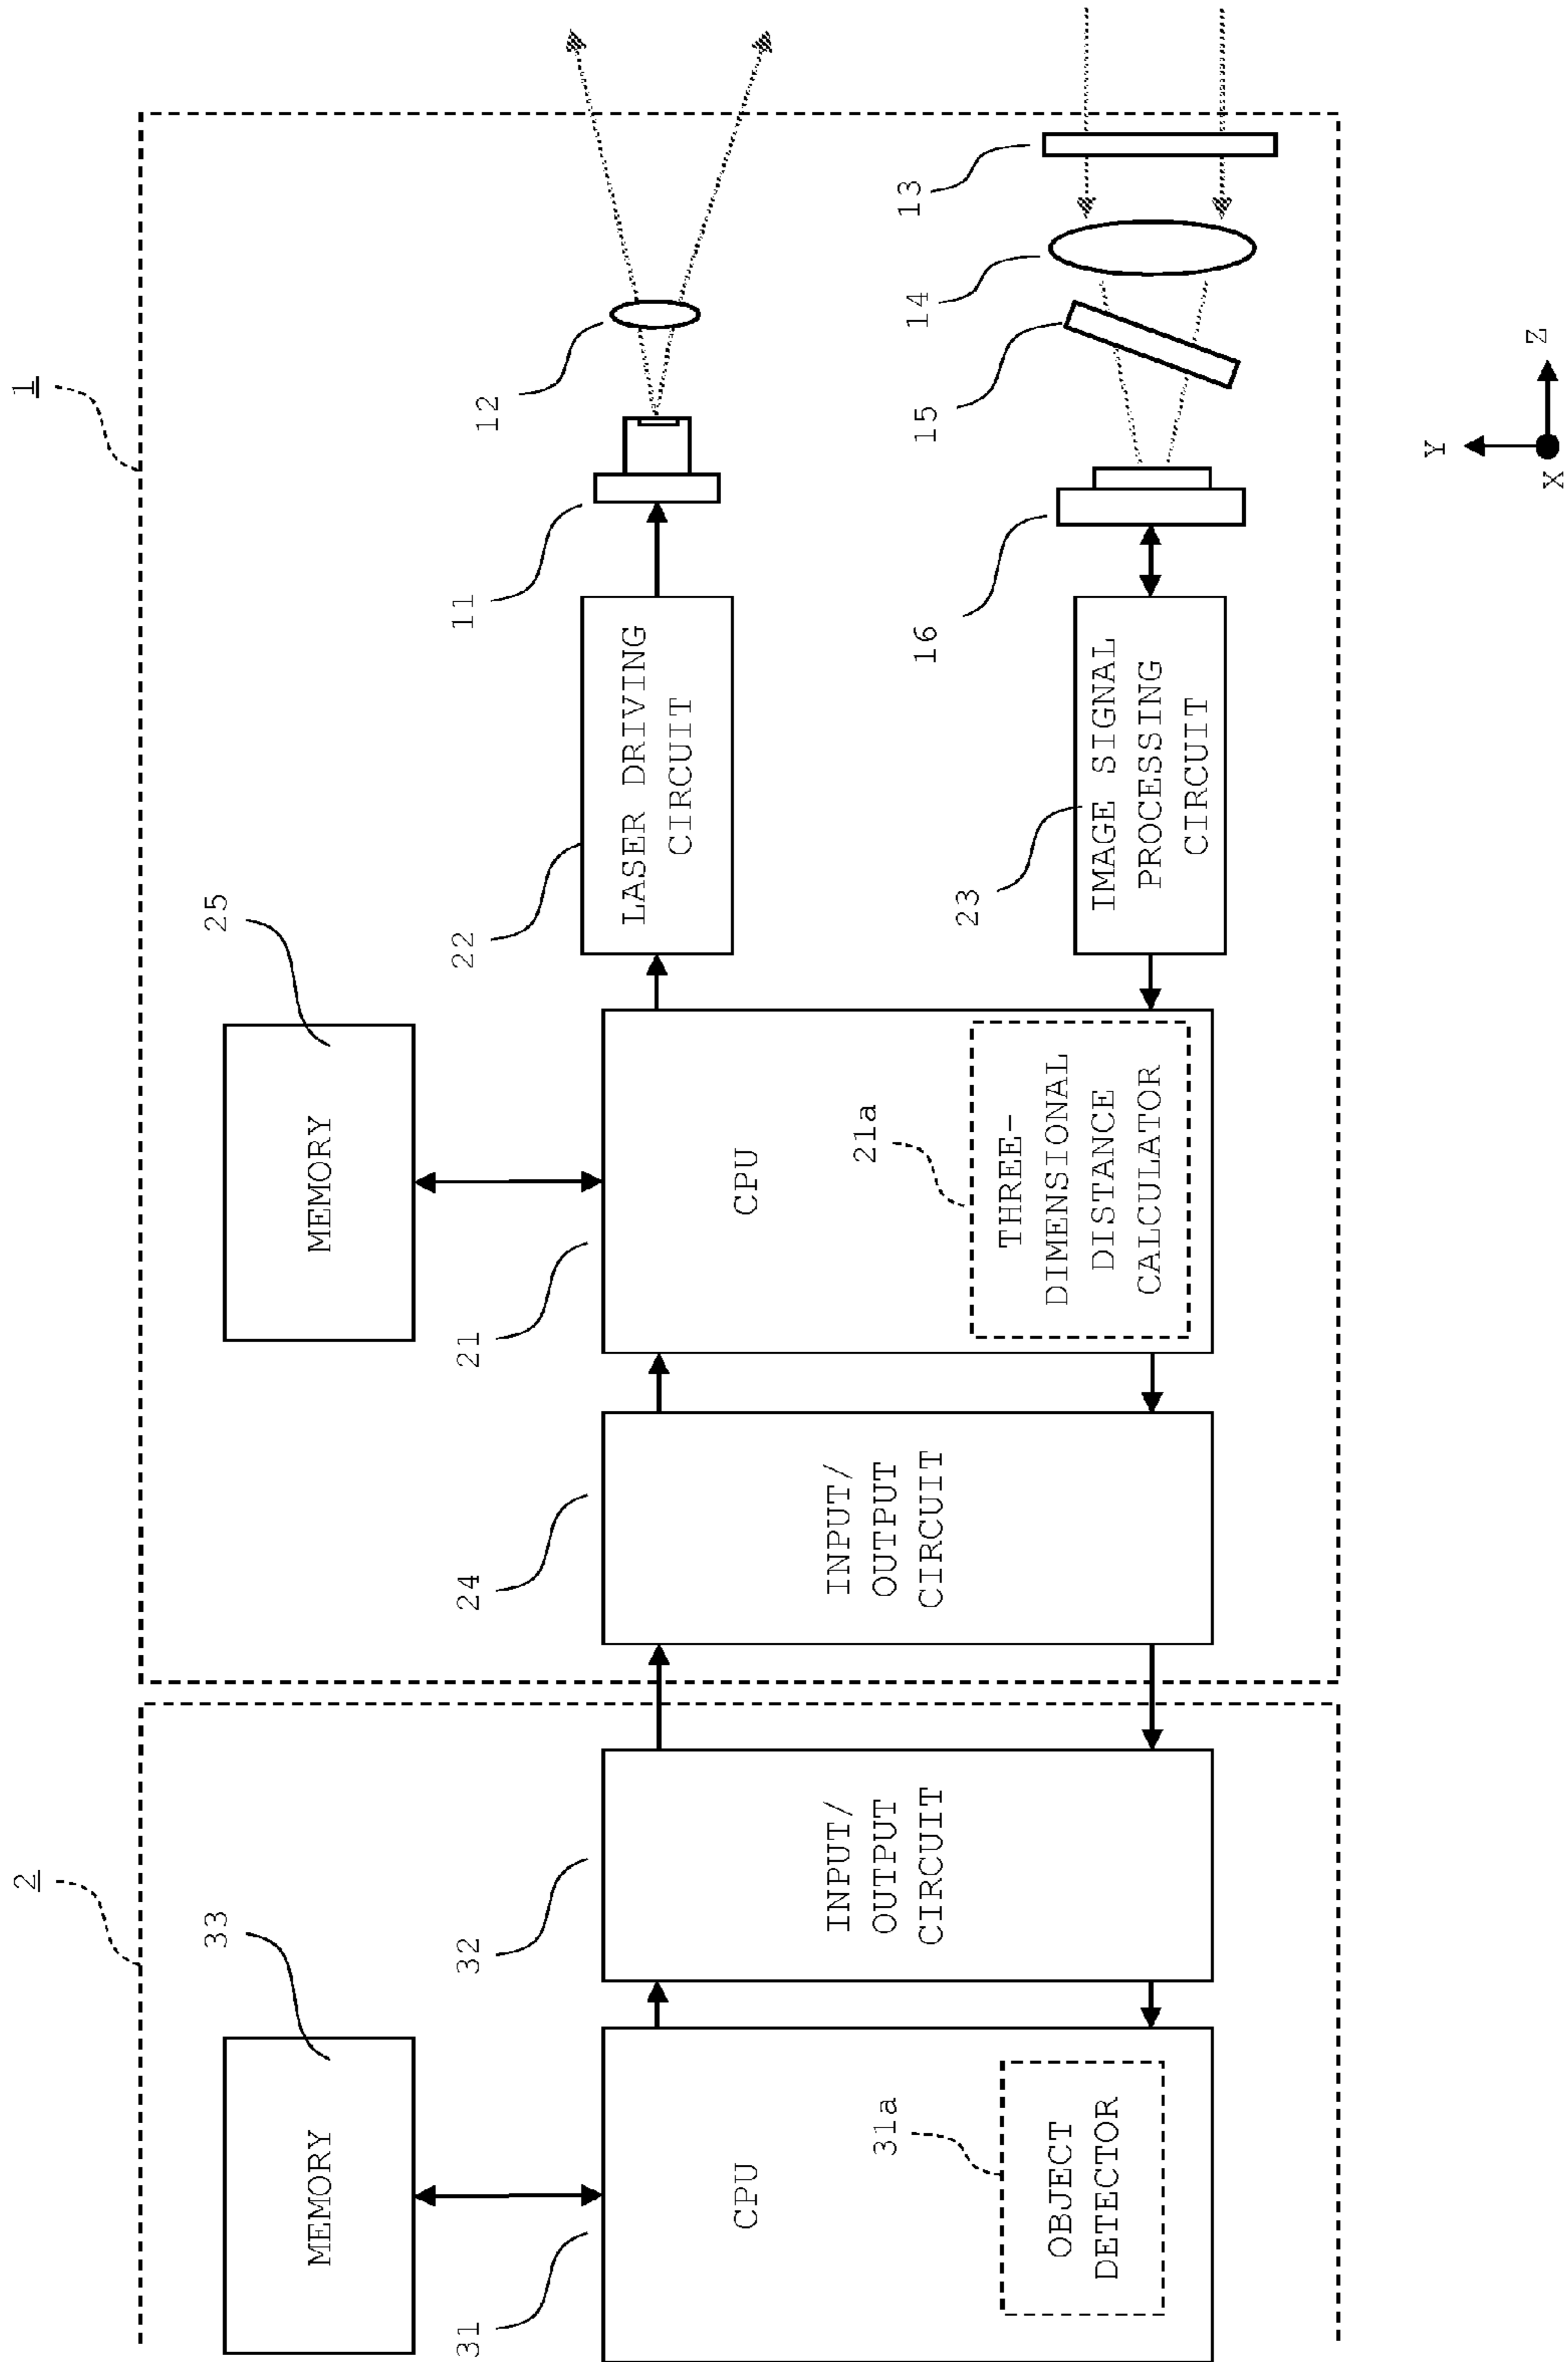 1
2
25
MEMORY
33
MEMORY
12
11
22
LASER DRIVING
CIRCUIT
21
CPU
24
INPUT/
OUTPUT
CIRCUIT
32
INPUT/
OUTPUT
CIRCUIT
31
CPU
13
14
15
16
23
IMAGE SIGNAL
PROCESSING
CIRCUIT
21a
THREE-
DIMENSIONAL
DISTANCE
CALCULATOR
31a
OBJECT
DETECTOR
Y
X
Z